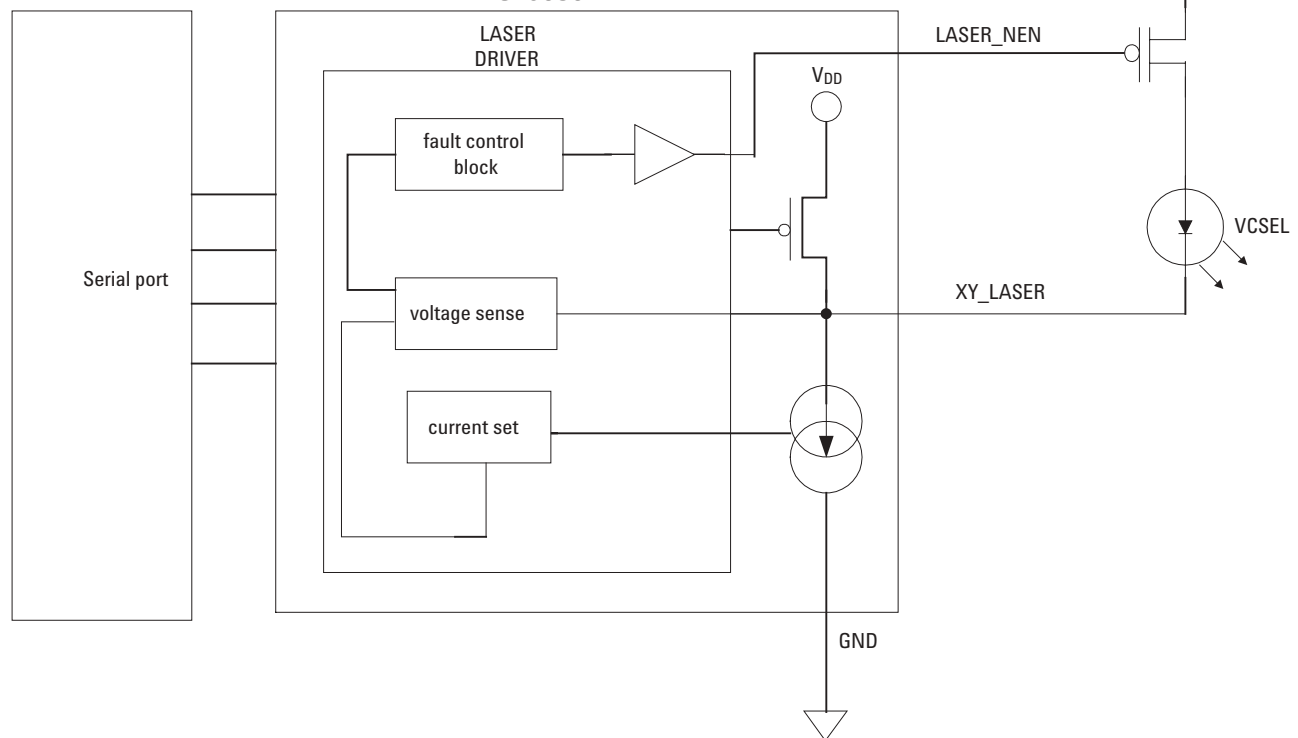 LASER
DRIVER
LASER_NEN
VDD
fault control
block
VCSEL
Serial port
voltage sense
XY_LASER
current set
GND